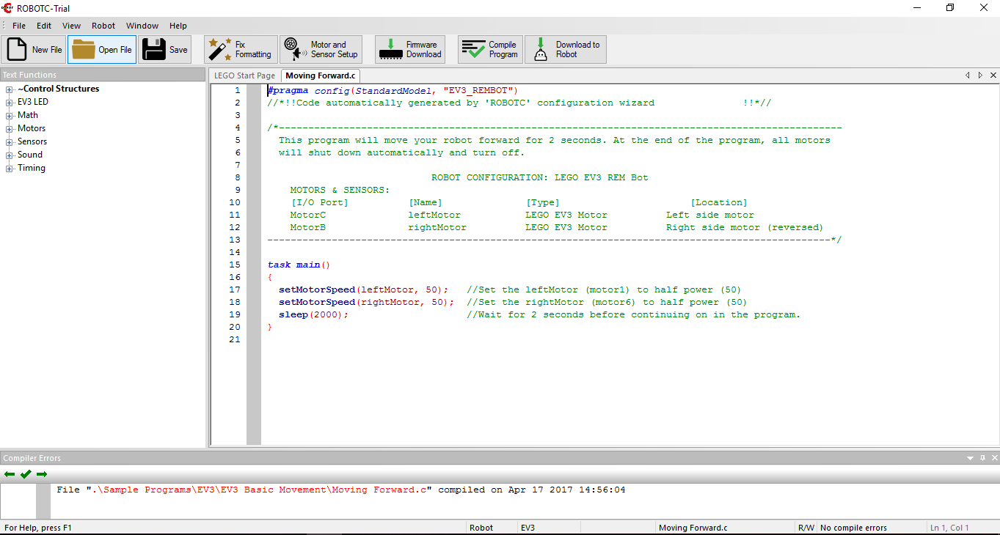 ROBOTC-Trial
File Edit View Robot Window Help
New File Open File Save Fix Formatting Motor and Sensor Setup Firmware Download Compile Program Download to Robot
Text Functions
~Control Structures
EV3 LED
Math
Motors
Sensors
Sound
Timing
LEGO Start Page Moving Forward.c
1 #pragma config(StandardModel, "EV3_REMBOT")
2 //*!!Code automatically generated by 'ROBOTC' configuration wizard !!*//
3
4 /*------------------------------------------------------------------------------------------------
5 This program will move your robot forward for 2 seconds. At the end of the program, all motors
6 will shut down automatically and turn off.
7
8 ROBOT CONFIGURATION: LEGO EV3 REM Bot
9 MOTORS & SENSORS:
10 [I/O Port] [Name] [Type] [Location]
11 MotorC leftMotor LEGO EV3 Motor Left side motor
12 MotorB rightMotor LEGO EV3 Motor Right side motor (reversed)
13 ------------------------------------------------------------------------------------------------*/
14
15 task main()
16 {
17 setMotorSpeed(leftMotor, 50); //Set the leftMotor (motor1) to half power (50)
18 setMotorSpeed(rightMotor, 50); //Set the rightMotor (motor6) to half power (50)
19 sleep(2000); //Wait for 2 seconds before continuing on in the program.
20 }
21
Compiler Errors
File ".\Sample Programs\EV3\EV3 Basic Movement\Moving Forward.c" compiled on Apr 17 2017 14:56:04
For Help, press F1 Robot EV3 Moving Forward.c R/W No compile errors Ln 1, Col 1